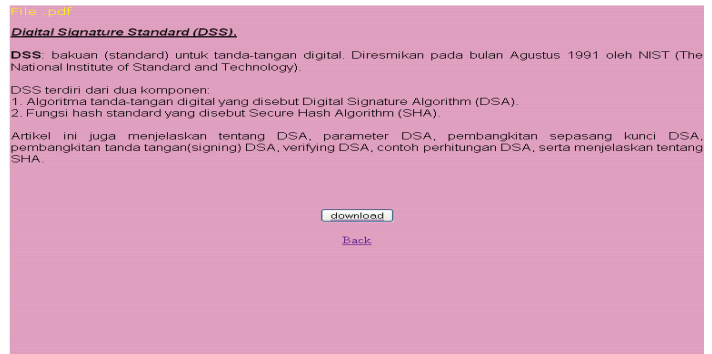 File .pdf
Digital Signature Standard (DSS).
DSS: bakuan (standard) untuk tanda-tangan digital. Diresmikan pada bulan Agustus 1991 oleh NIST (The
National Institute of Standard and Technology).
DSS terdiri dari dua komponen:
1. Algoritma tanda-tangan digital yang disebut Digital Signature Algorithm (DSA).
2. Fungsi hash standard yang disebut Secure Hash Algorithm (SHA).
Artikel ini juga menjelaskan tentang DSA, parameter DSA, pembangkitan sepasang kunci DSA,
pembangkitan tanda tangan(signing) DSA, verifying DSA, contoh perhitungan DSA, serta menjelaskan tentang
SHA.
download
Back